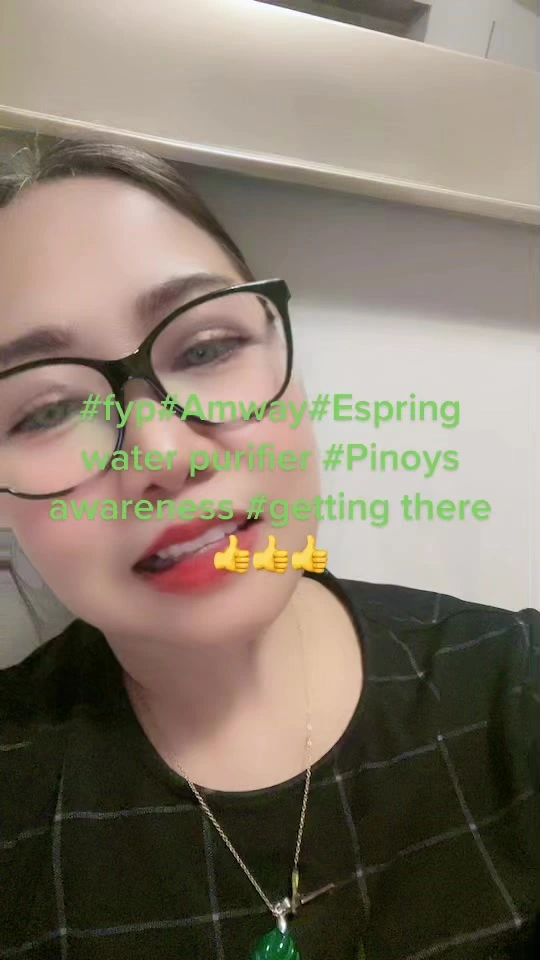 #fyp#Amway#Espring
water purifier #Pinoys
awareness #getting there
👍👍👍